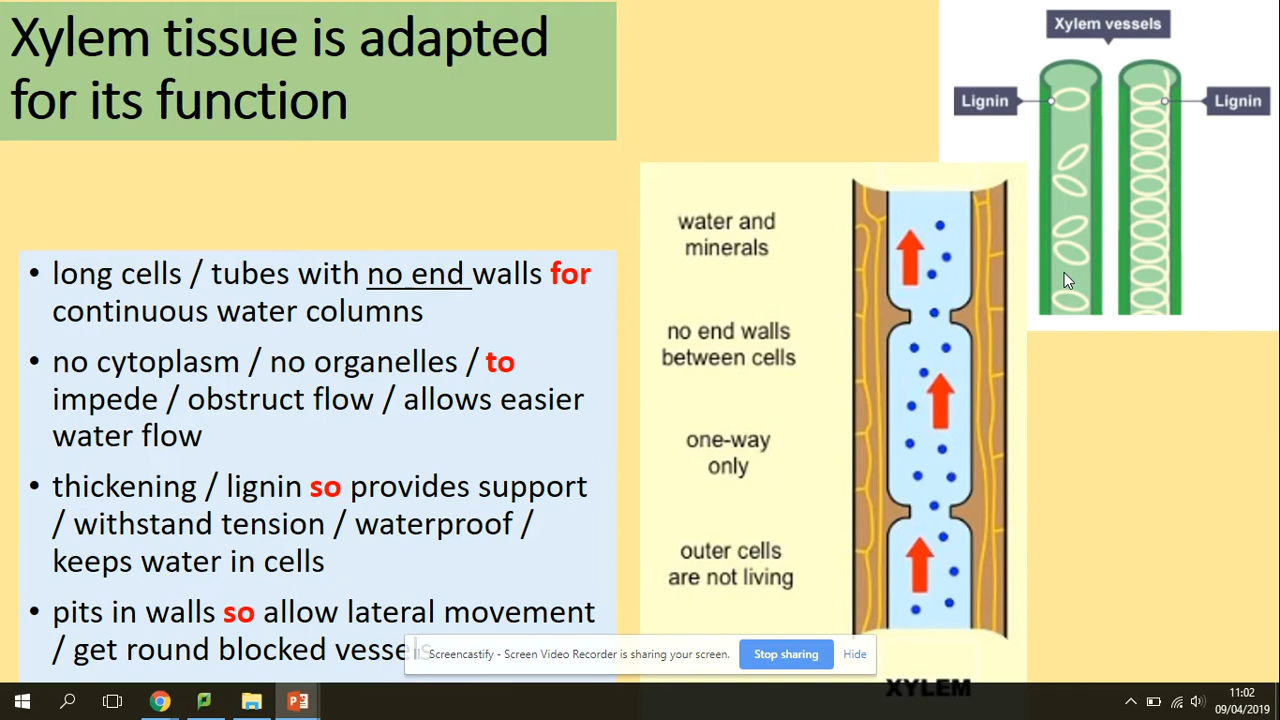 Xylem tissue is adapted
for its function
• long cells / tubes with no end walls for
continuous water columns
• no cytoplasm / no organelles / to
impede / obstruct flow / allows easier
water flow
• thickening / lignin so provides support
/ withstand tension / waterproof /
keeps water in cells
• pits in walls so allow lateral movement
/ get round blocked vessels
Xylem vessels
Lignin
Lignin
water and
minerals
no end walls
between cells
one-way
only
outer cells
are not living
XYLEM
Screencastify - Screen Video Recorder is sharing your screen.
Stop sharing
Hide
11:02
09/04/2019